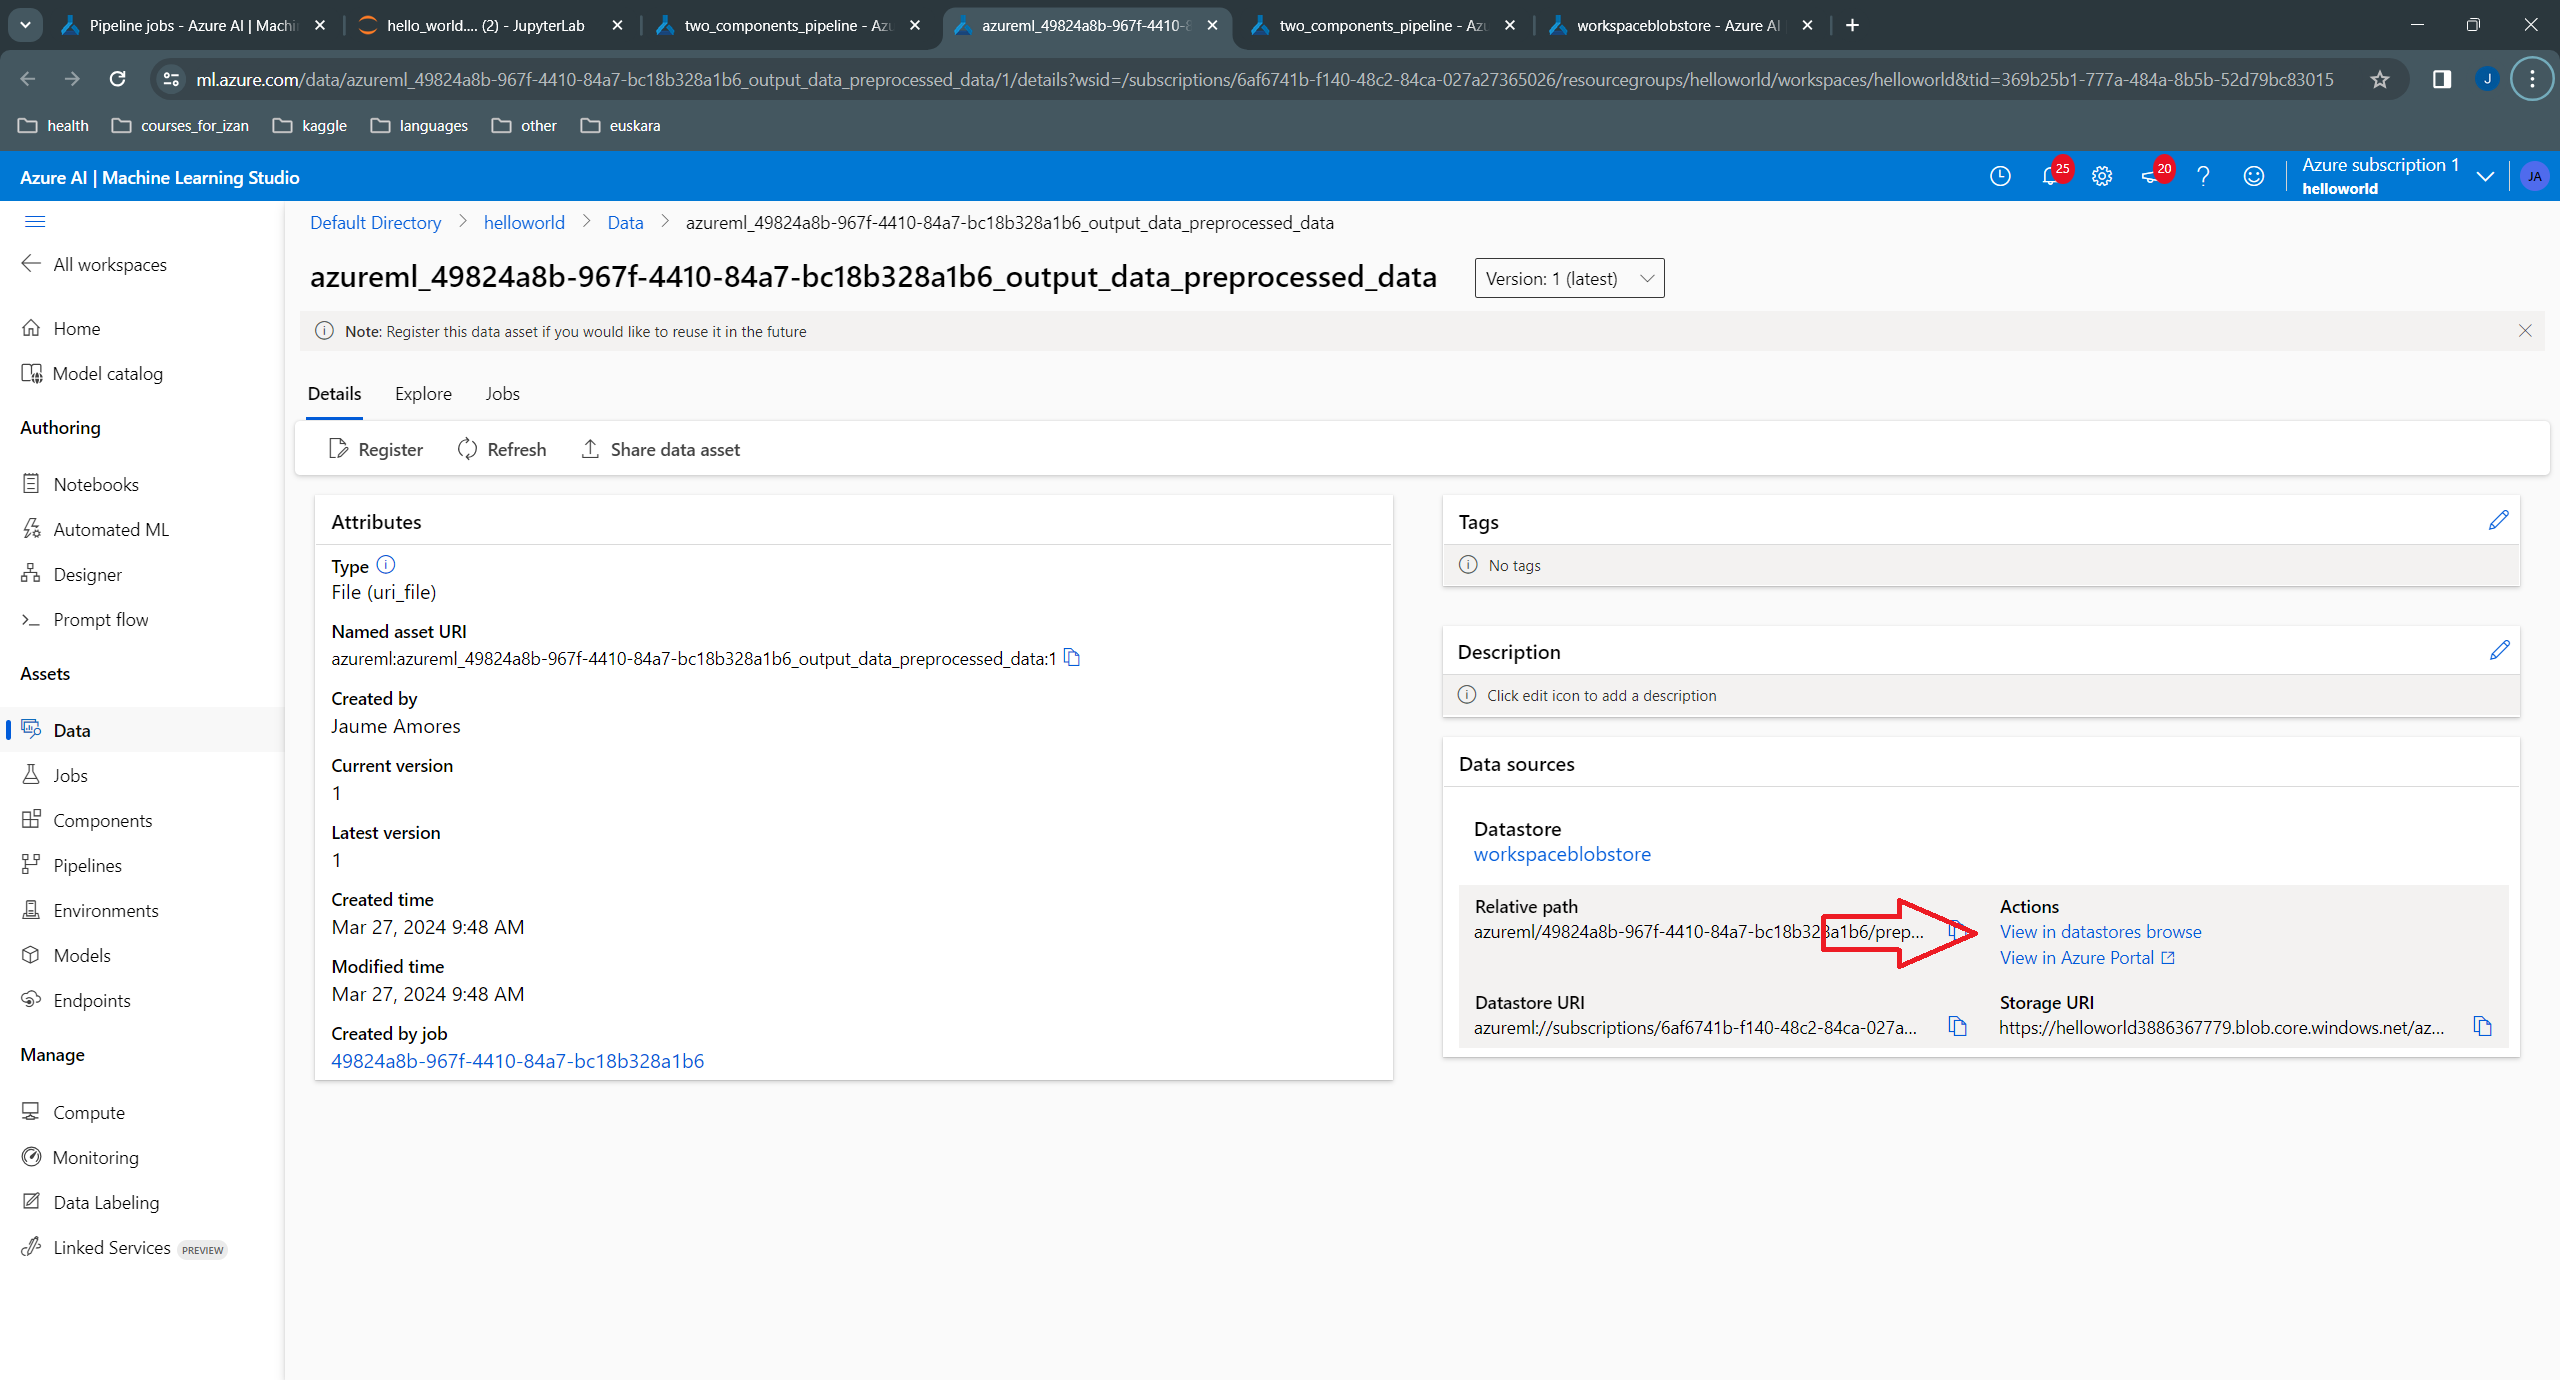 Pipeline jobs - Azure AI | Machi
hello_world.... (2) - JupyterLab
two_components_pipeline - Azu
azureml_49824a8b-967f-4410-8
two_components_pipeline - Azu
workspaceblobstore - Azure AI
ml.azure.com/data/azureml_49824a8b-967f-4410-84a7-bc18b328a1b6_output_data_preprocessed_data/1/details?wsid=/subscriptions/6af6741b-f140-48c2-84ca-027a27365026/resourcegroups/helloworld/workspaces/helloworld&tid=369b25b1-777a-484a-8b5b-52d79bc83015
J
health
courses_for_izan
kaggle
languages
other
euskara
Azure AI | Machine Learning Studio
25
20
Azure subscription 1
helloworld
JA
All workspaces
Home
Model catalog
Authoring
Notebooks
Automated ML
Designer
Prompt flow
Assets
Data
Jobs
Components
Pipelines
Environments
Models
Endpoints
Manage
Compute
Monitoring
Data Labeling
Linked Services PREVIEW
Default Directory > helloworld > Data > azureml_49824a8b-967f-4410-84a7-bc18b328a1b6_output_data_preprocessed_data
azureml_49824a8b-967f-4410-84a7-bc18b328a1b6_output_data_preprocessed_data
Version: 1 (latest)
Note: Register this data asset if you would like to reuse it in the future
Details
Explore
Jobs
Register
Refresh
Share data asset
Attributes
Type
File (uri_file)
Named asset URI
azureml:azureml_49824a8b-967f-4410-84a7-bc18b328a1b6_output_data_preprocessed_data:1
Created by
Jaume Amores
Current version
1
Latest version
1
Created time
Mar 27, 2024 9:48 AM
Modified time
Mar 27, 2024 9:48 AM
Created by job
49824a8b-967f-4410-84a7-bc18b328a1b6
Tags
No tags
Description
Click edit icon to add a description
Data sources
Datastore
workspaceblobstore
Relative path
azureml/49824a8b-967f-4410-84a7-bc18b328a1b6/prep...
Actions
View in datastores browse
View in Azure Portal
Datastore URI
azureml://subscriptions/6af6741b-f140-48c2-84ca-027a...
Storage URI
https://helloworld3886367779.blob.core.windows.net/az...